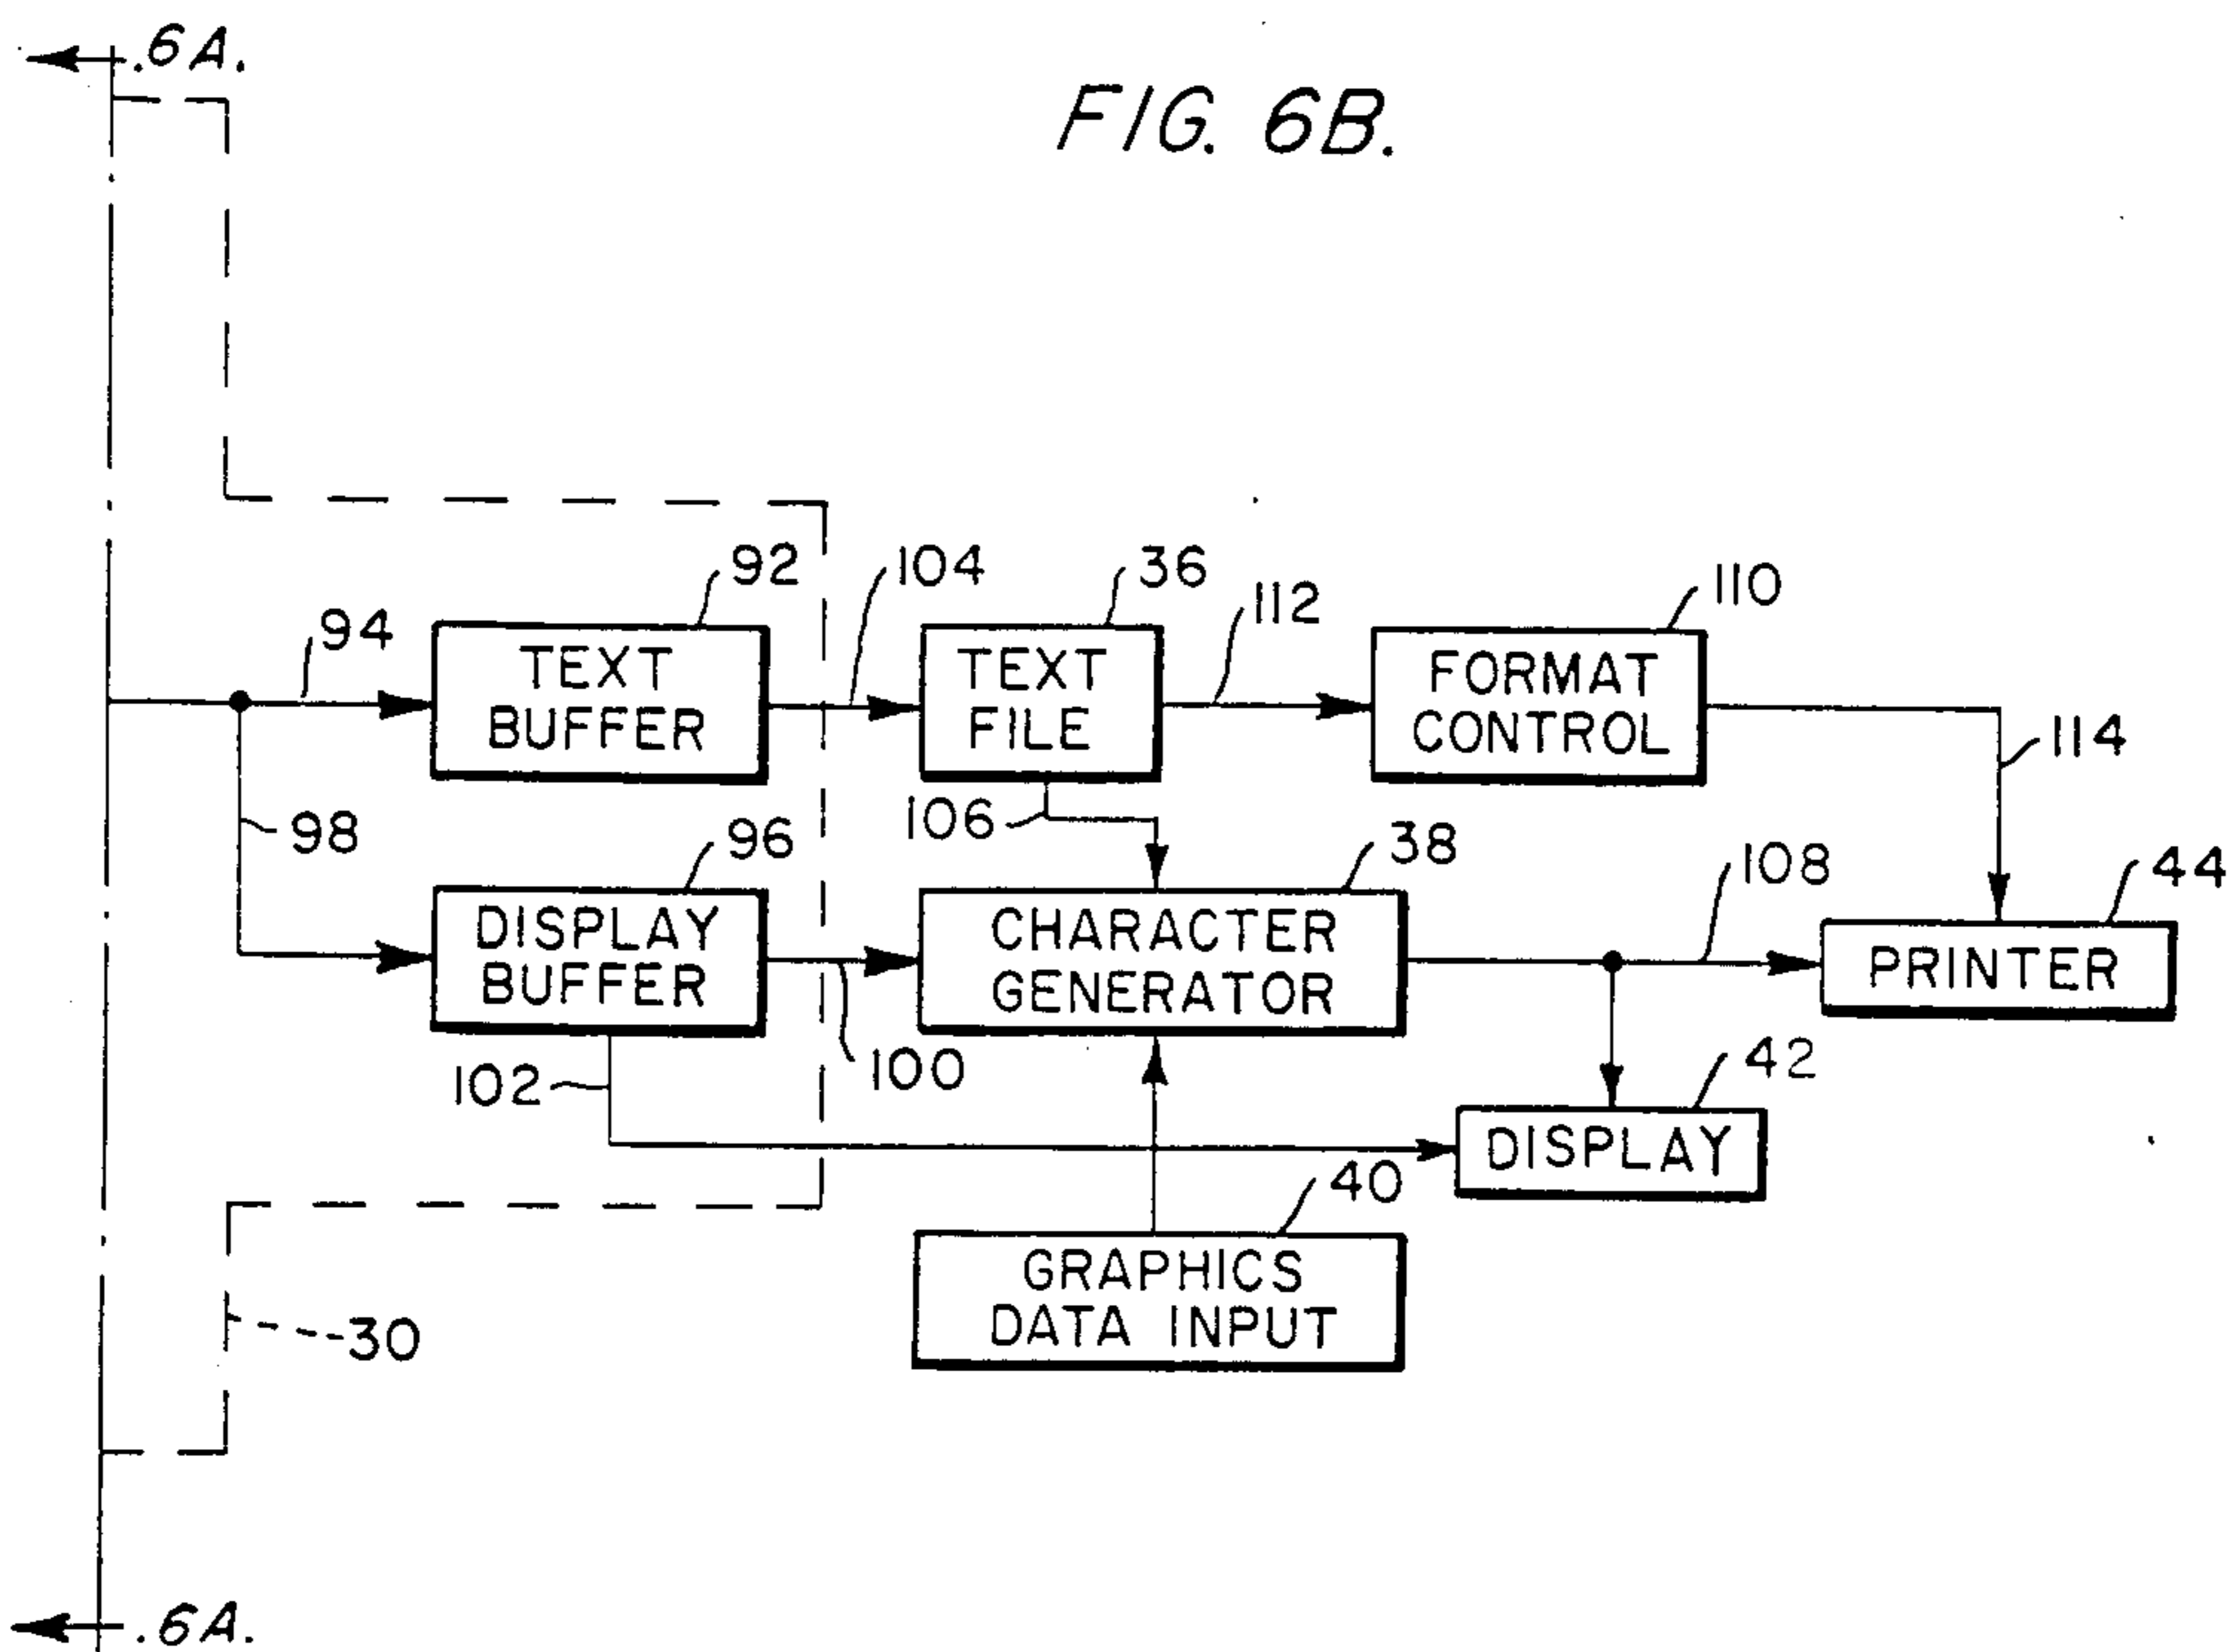 .6A.
FIG. 6B.
92
104
36
112
110
94
TEXT
BUFFER
TEXT
FILE
FORMAT
CONTROL
114
98
106
96
38
108
44
DISPLAY
BUFFER
CHARACTER
GENERATOR
PRINTER
102
100
42
DISPLAY
40
GRAPHICS
DATA INPUT
30
.6A.